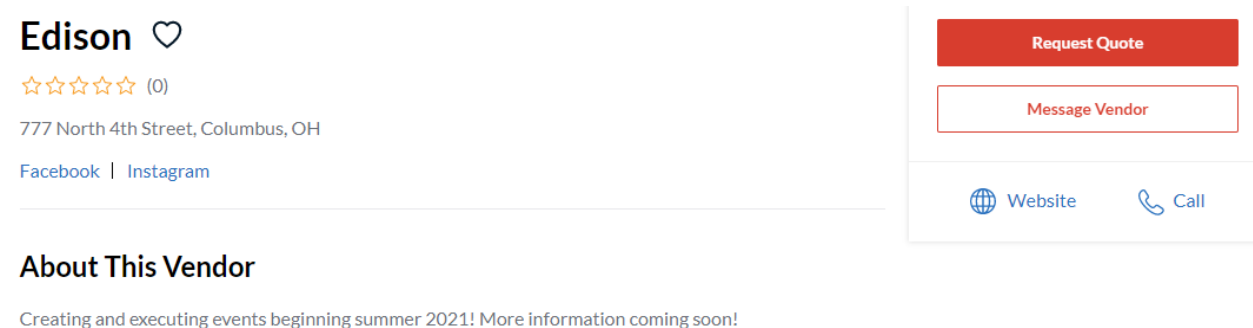 Edison
(0)
777 North 4th Street, Columbus, OH
Facebook | Instagram
About This Vendor
Creating and executing events beginning summer 2021! More information coming soon!
Request Quote
Message Vendor
Website
Call